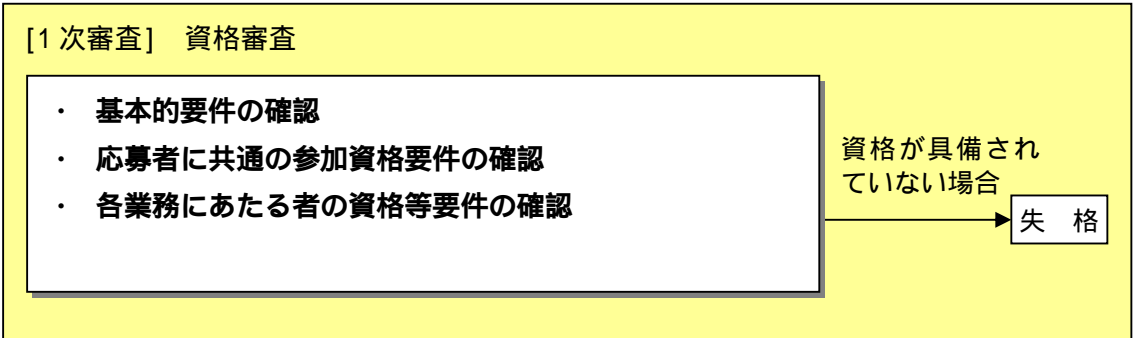 [1次審査] 資格審査
・ 基本的要件の確認
・ 応募者に共通の参加資格要件の確認
・ 各業務にあたる者の資格等要件の確認
資格が具備され
ていない場合
失 格